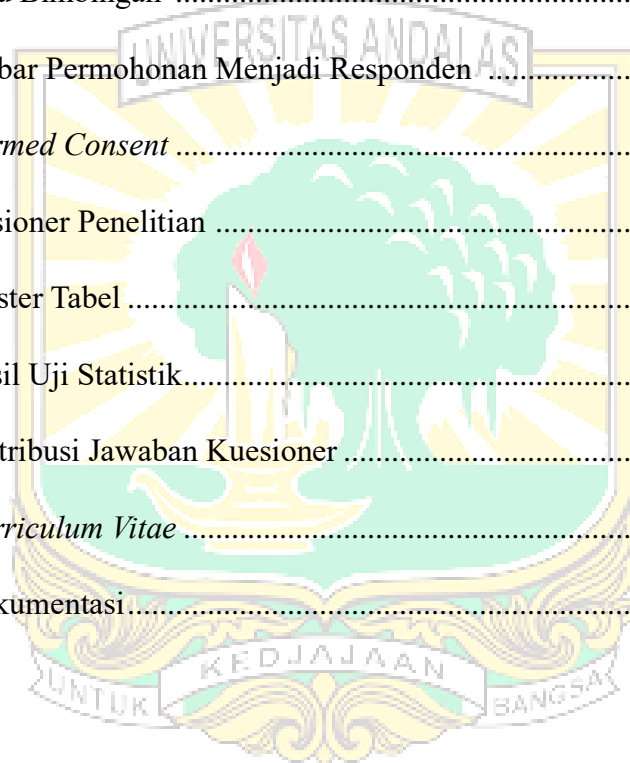 Bimbingan ........................................................
UNIVERSITAS ANDALAS
bar Permohonan Menjadi Responden ..................
rmed Consent ........................................................
sioner Penelitian ...................................................
ster Tabel ..............................................................
sil Uji Statistik.......................................................
tribusi Jawaban Kuesioner ...................................
rriculum Vitae .......................................................
kumentasi..............................................................
UNTUK KEDJAJAAN BANGSA